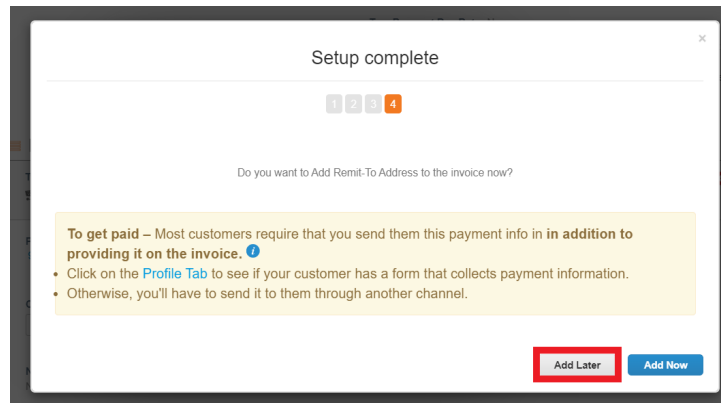 ×
Setup complete
1 2 3 4
Do you want to Add Remit-To Address to the invoice now?
To get paid – Most customers require that you send them this payment info in in addition to
providing it on the invoice. i
• Click on the Profile Tab to see if your customer has a form that collects payment information.
• Otherwise, you'll have to send it to them through another channel.
Add Later Add Now